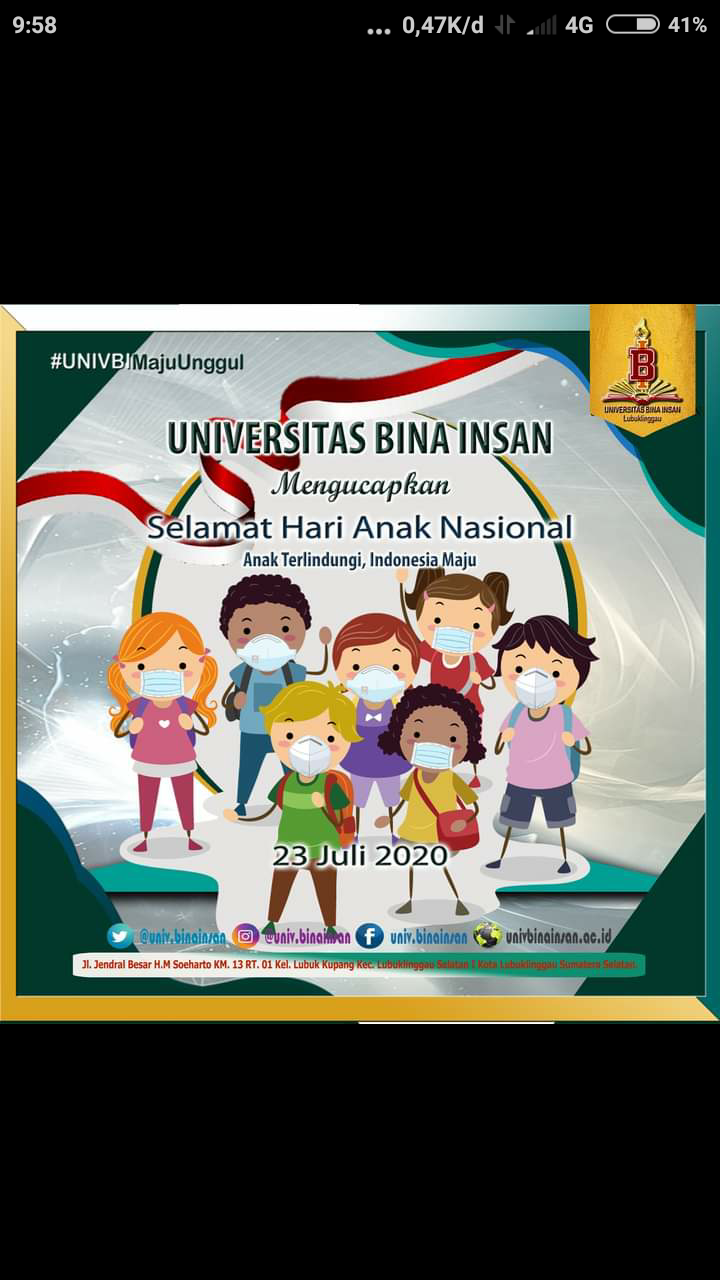 9:58
... 0,47K/d 4G 41%
#UNIVBIMajuUnggul
B
UNIVERSITAS BINA INSAN
Lubuklinggau
UNIVERSITAS BINA INSAN
Mengucapkan
Selamat Hari Anak Nasional
Anak Terlindungi, Indonesia Maju
23 Juli 2020
@univ.binainsan @univ.binainsan univ.binainsan univbinainsan.ac.id
Jl. Jendral Besar H.M Soeharto KM. 13 RT. 01 Kel. Lubuk Kupang Kec. Lubuklinggau Selatan I Kota Lubuklinggau Sumatera Selatan.